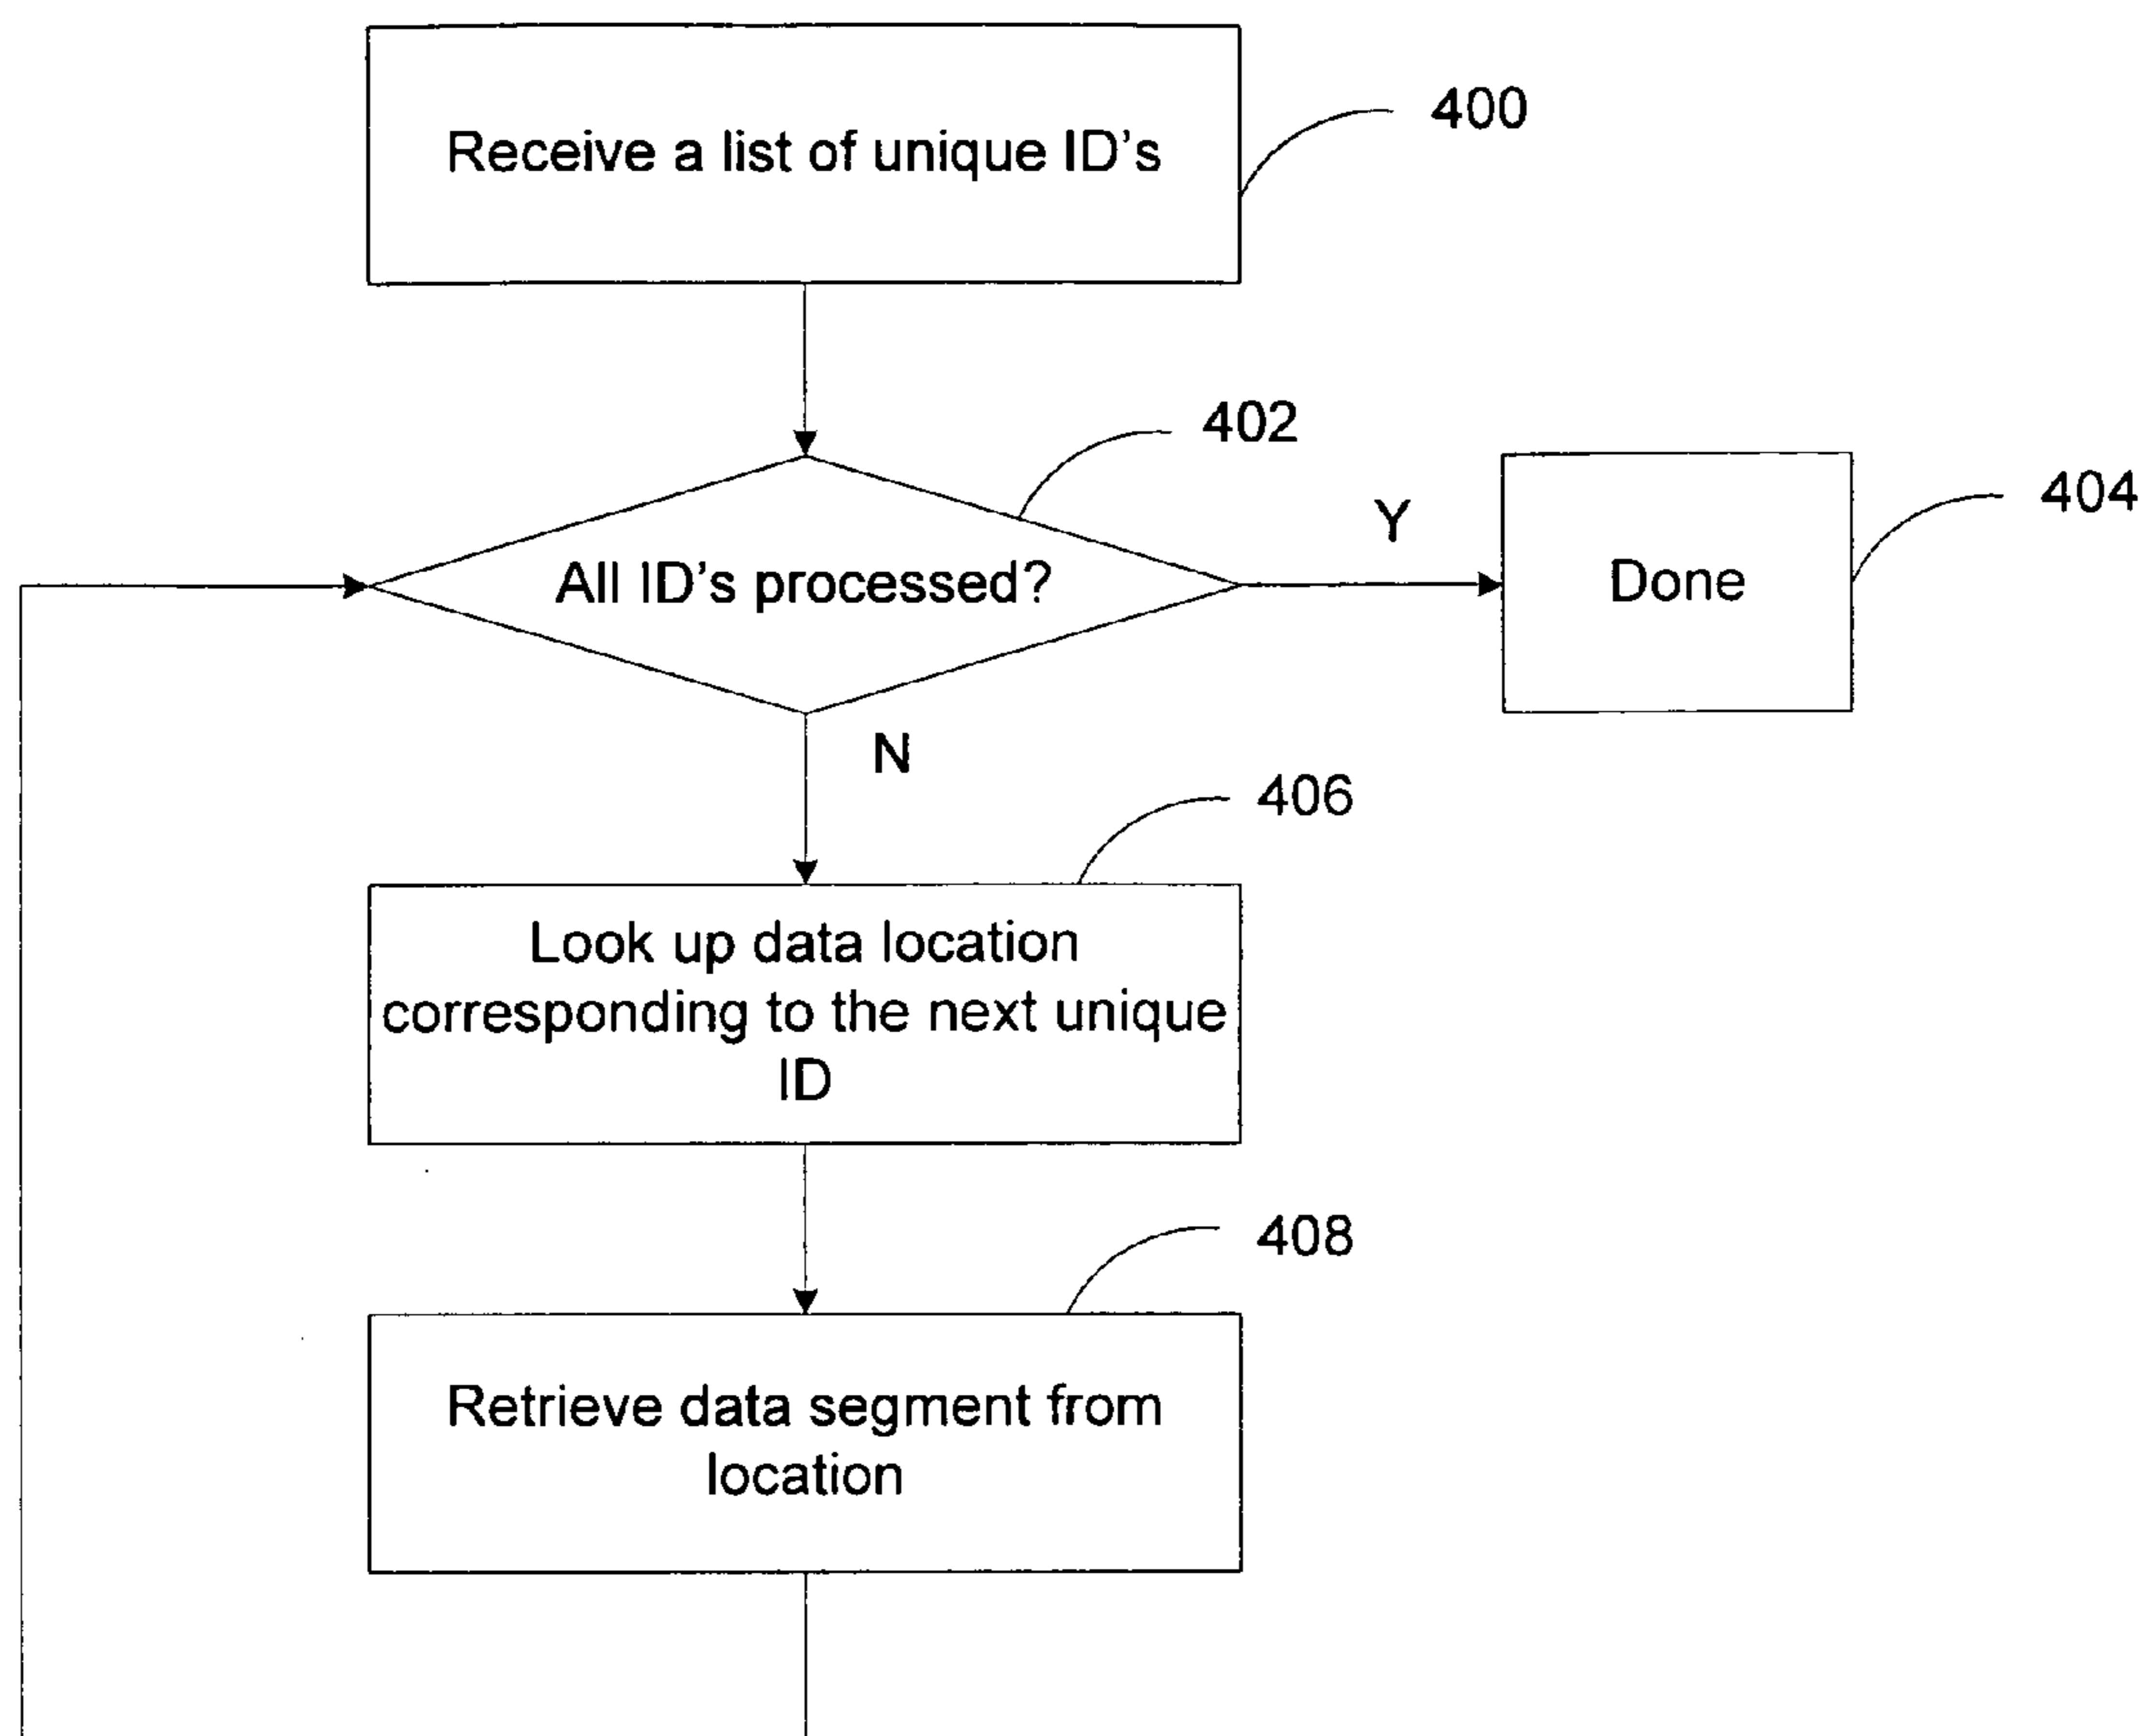 Receive a list of unique ID's
400
402
All ID's processed?
Y
Done
404
N
406
Look up data location
corresponding to the next unique
ID
408
Retrieve data segment from
location